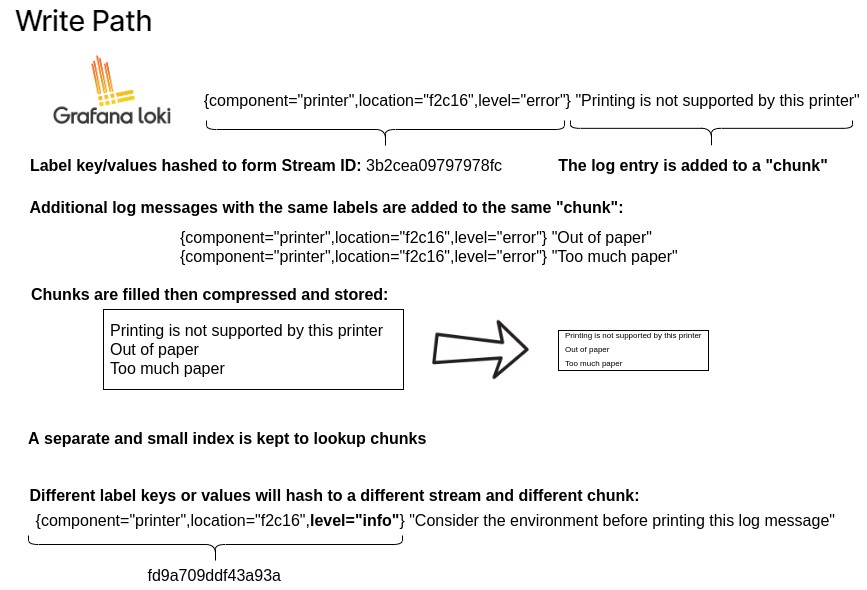 Write Path
Grafana loki
{component="printer",location="f2c16",level="error"} "Printing is not supported by this printer"
Label key/values hashed to form Stream ID: 3b2cea09797978fc
The log entry is added to a "chunk"
Additional log messages with the same labels are added to the same "chunk":
{component="printer",location="f2c16",level="error"} "Out of paper"
{component="printer",location="f2c16",level="error"} "Too much paper"
Chunks are filled then compressed and stored:
Printing is not supported by this printer
Out of paper
Too much paper
Printing is not supported by this printer
Out of paper
Too much paper
A separate and small index is kept to lookup chunks
Different label keys or values will hash to a different stream and different chunk:
{component="printer",location="f2c16",level="info"} "Consider the environment before printing this log message"
fd9a709ddf43a93a